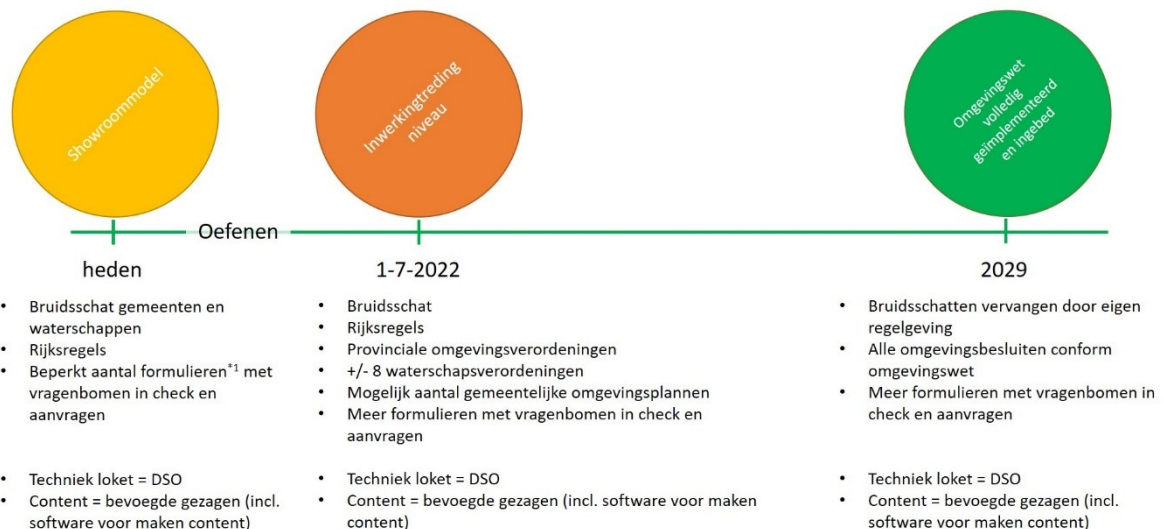 Showroommodel
Inwerkingtreding
niveau
Omgevingswet
volledig
geïmplementeerd
en ingebed
Oefenen
heden
1-7-2022
2029
• Bruidsschat gemeenten en
waterschappen
• Rijksregels
• Beperkt aantal formulieren*1 met
vragenbomen in check en
aanvragen
• Techniek loket = DSO
• Content = bevoegde gezagen (incl.
software voor maken content)
• Bruidsschat
• Rijksregels
• Provinciale omgevingsverordeningen
• +/- 8 waterschapsverordeningen
• Mogelijk aantal gemeentelijke omgevingsplannen
• Meer formulieren met vragenbomen in check en
aanvragen
• Techniek loket = DSO
• Content = bevoegde gezagen (incl. software voor maken
content)
• Bruidsschatten vervangen door eigen
regelgeving
• Alle omgevingsbesluiten conform
omgevingswet
• Meer formulieren met vragenbomen in
check en aanvragen
• Techniek loket = DSO
• Content = bevoegde gezagen (incl.
software voor maken content)